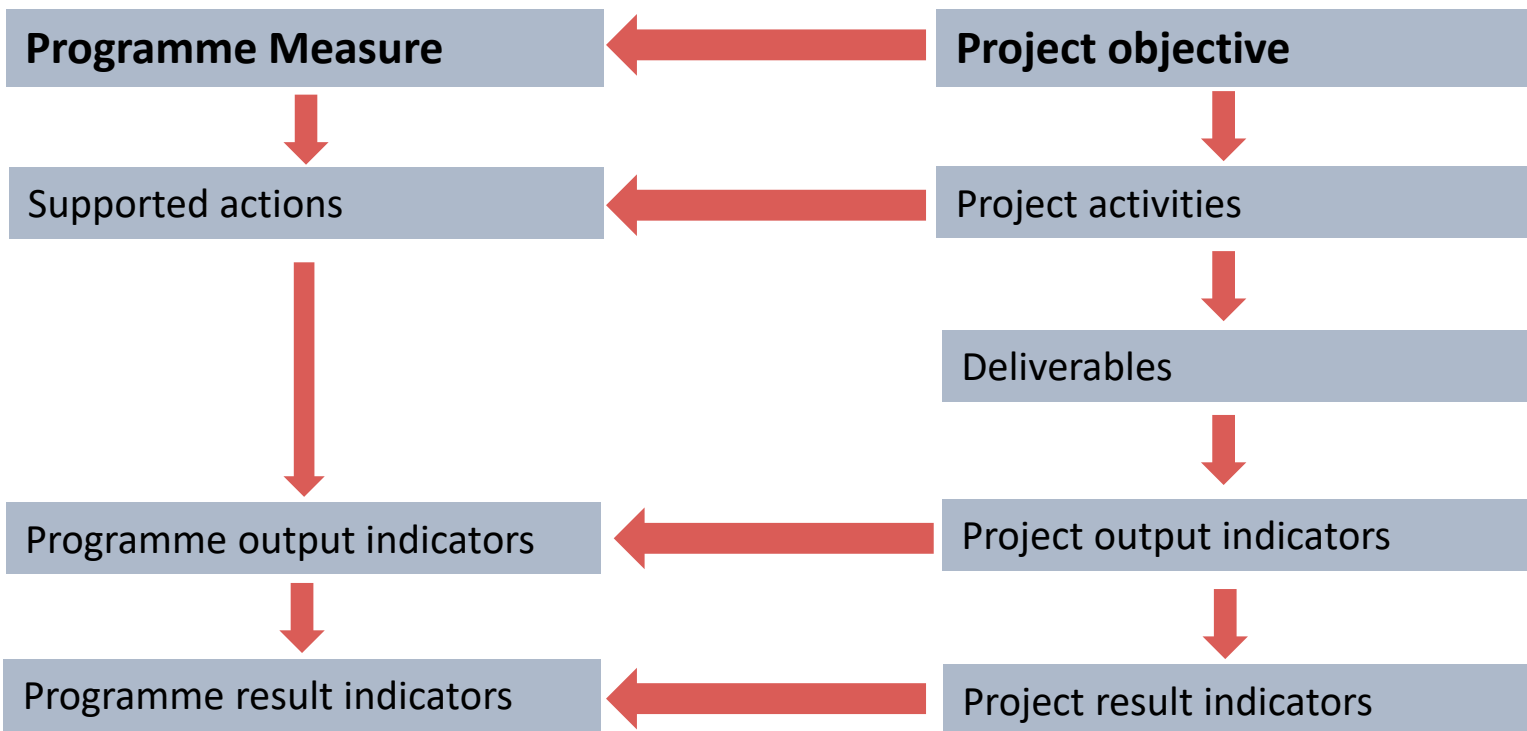 Programme Measure
Project objective
Supported actions
Project activities
Deliverables
Programme output indicators
Project output indicators
Programme result indicators
Project result indicators